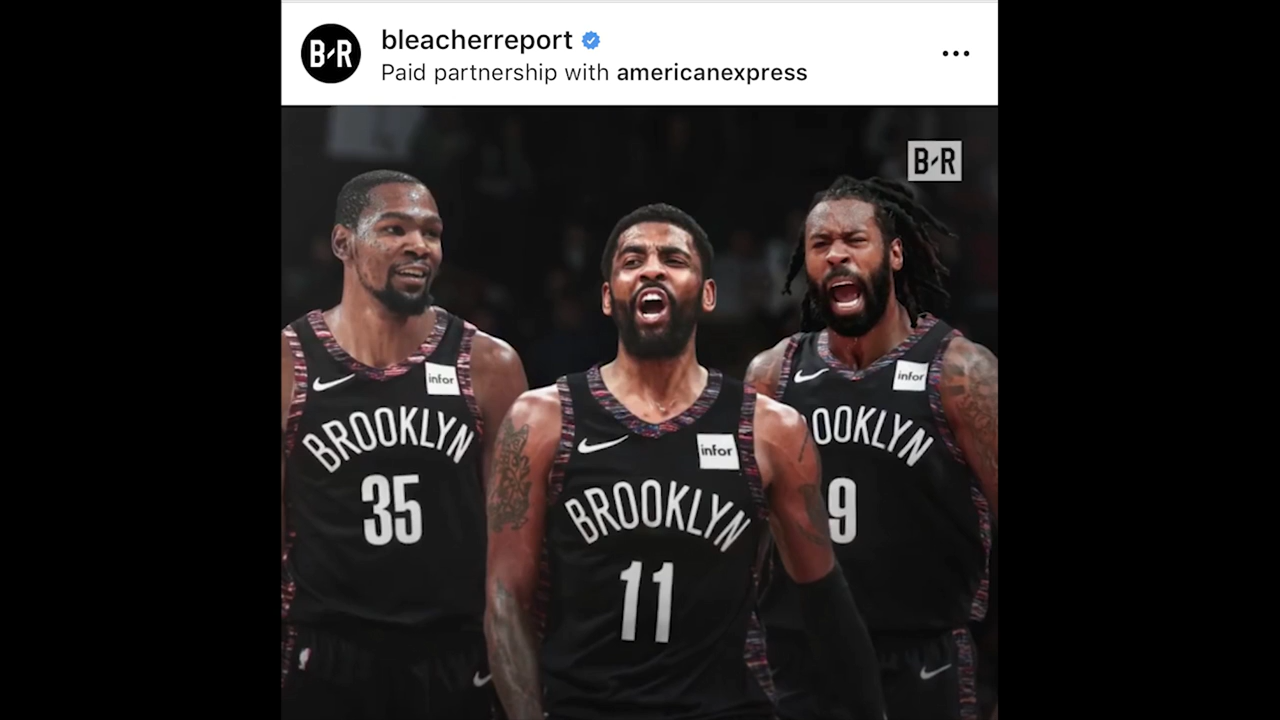 B-R
bleacherreport
Paid partnership with americanexpress
B-R
infor
BROOKLYN
35
infor
BROOKLYN
11
infor
OOKLYN
9